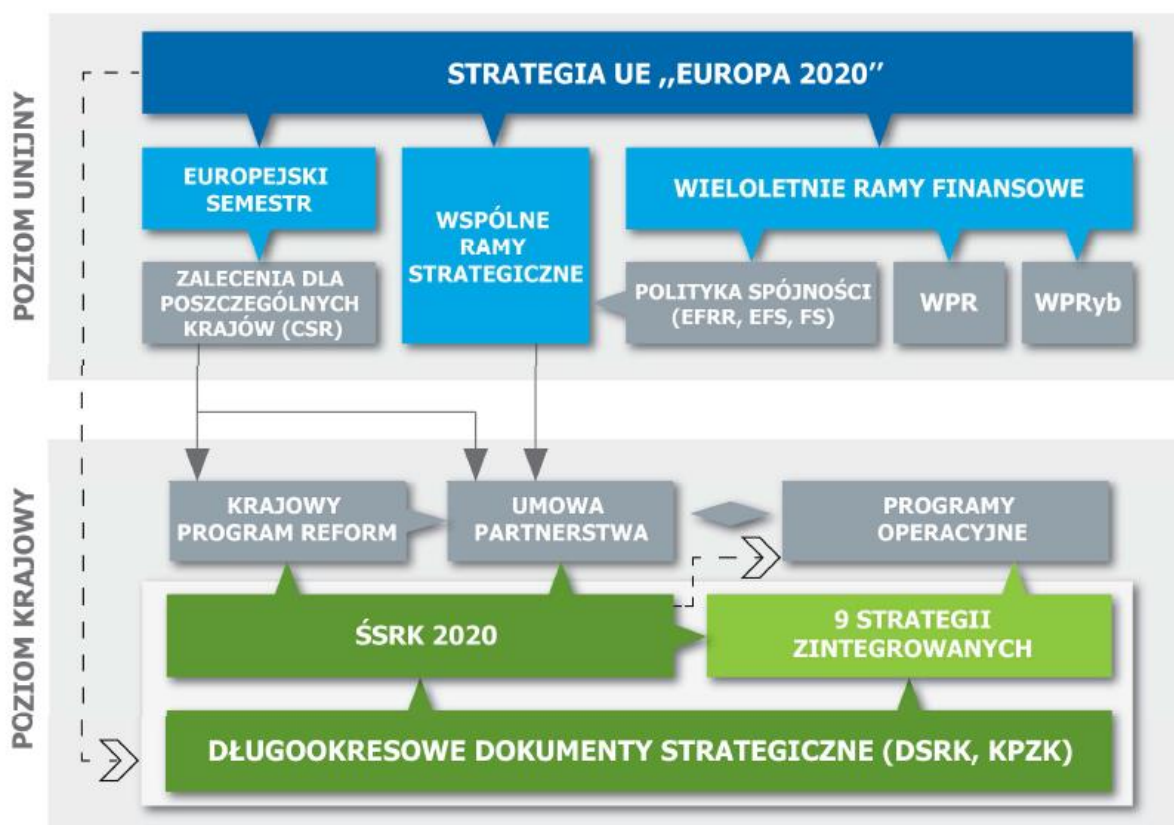 POZIOM UNIJNY
STRATEGIA UE ,,EUROPA 2020”
EUROPEJSKI
SEMESTR
WSPÓLNE
RAMY
STRATEGICZNE
WIELOLETNIE RAMY FINANSOWE
ZALECENIA DLA
POSZCZEGÓLNYCH
KRAJÓW (CSR)
POLITYKA SPÓJNOŚCI
(EFRR, EFS, FS)
WPR
WPRyb
POZIOM KRAJOWY
KRAJOWY
PROGRAM REFORM
UMOWA
PARTNERSTWA
PROGRAMY
OPERACYJNE
ŚSRK 2020
9 STRATEGII
ZINTEGROWANYCH
DŁUGOOKRESOWE DOKUMENTY STRATEGICZNE (DSRK, KPZK)